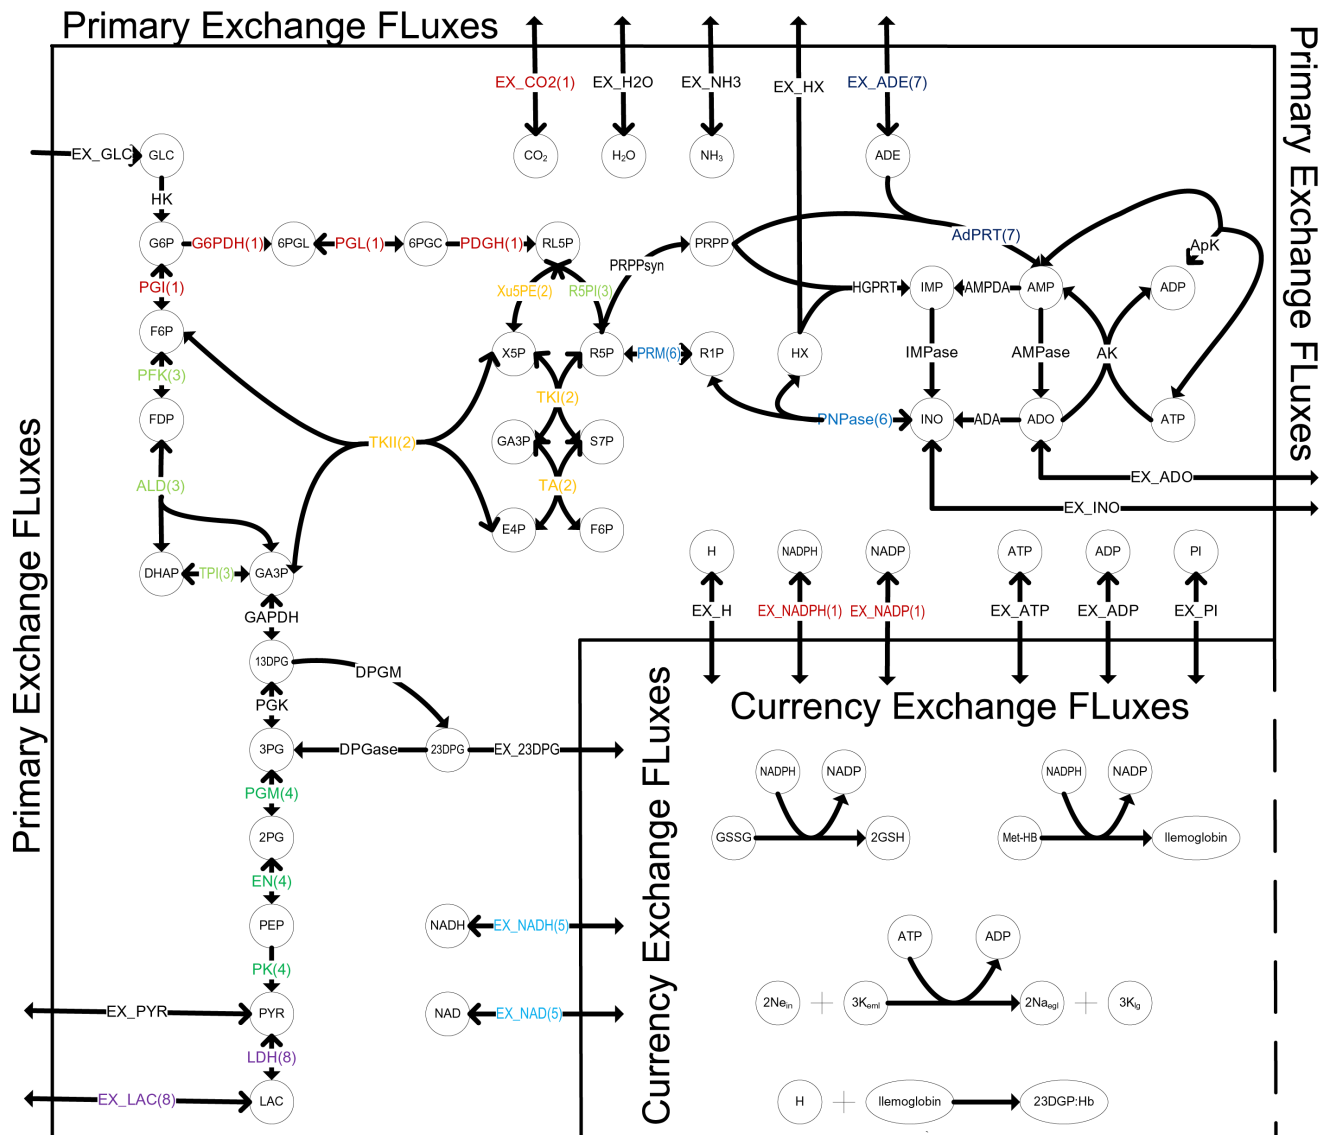 Primary Exchange FLuxes
Primary Exchange FLuxes
Primary Exchange FLuxes
EX_CO2(1)
EX_H2O
EX_NH3
EX_HX
EX_ADE(7)
EX_GLC
GLC
CO2
H2O
NH3
ADE
HK
G6P
G6PDH(1)
6PGL
PGL(1)
6PGC
PDGH(1)
RL5P
PRPP
AdPRT(7)
ApK
PRPPsyn
PGI(1)
Xu5PE(2)
R5PI(3)
HGPRT
IMP
AMPDA
AMP
ADP
F6P
X5P
R5P
PRM(6)
R1P
HX
IMPase
AMPase
AK
PFK(3)
TKI(2)
FDP
PNPase(6)
INO
ADA
ADO
ATP
TKII(2)
GA3P
S7P
ALD(3)
TA(2)
EX_ADO
EX_INO
E4P
F6P
DHAP
TPI(3)
GA3P
H
NADPH
NADP
ATP
ADP
PI
GAPDH
EX_H
EX_NADPH(1)
EX_NADP(1)
EX_ATP
EX_ADP
EX_PI
13DPG
DPGM
PGK
Currency Exchange FLuxes
Currency Exchange FLuxes
3PG
DPGase
23DPG
EX_23DPG
PGM(4)
NADPH
NADP
NADPH
NADP
2PG
GSSG
2GSH
Met-HB
Ilemoglobin
EN(4)
PEP
NADH
EX_NADH(5)
ATP
ADP
PK(4)
EX_PYR
PYR
NAD
EX_NAD(5)
2Nein
+
3Keml
2Naegl
+
3Klg
LDH(8)
EX_LAC(8)
LAC
H
+
Ilemoglobin
23DGP:Hb